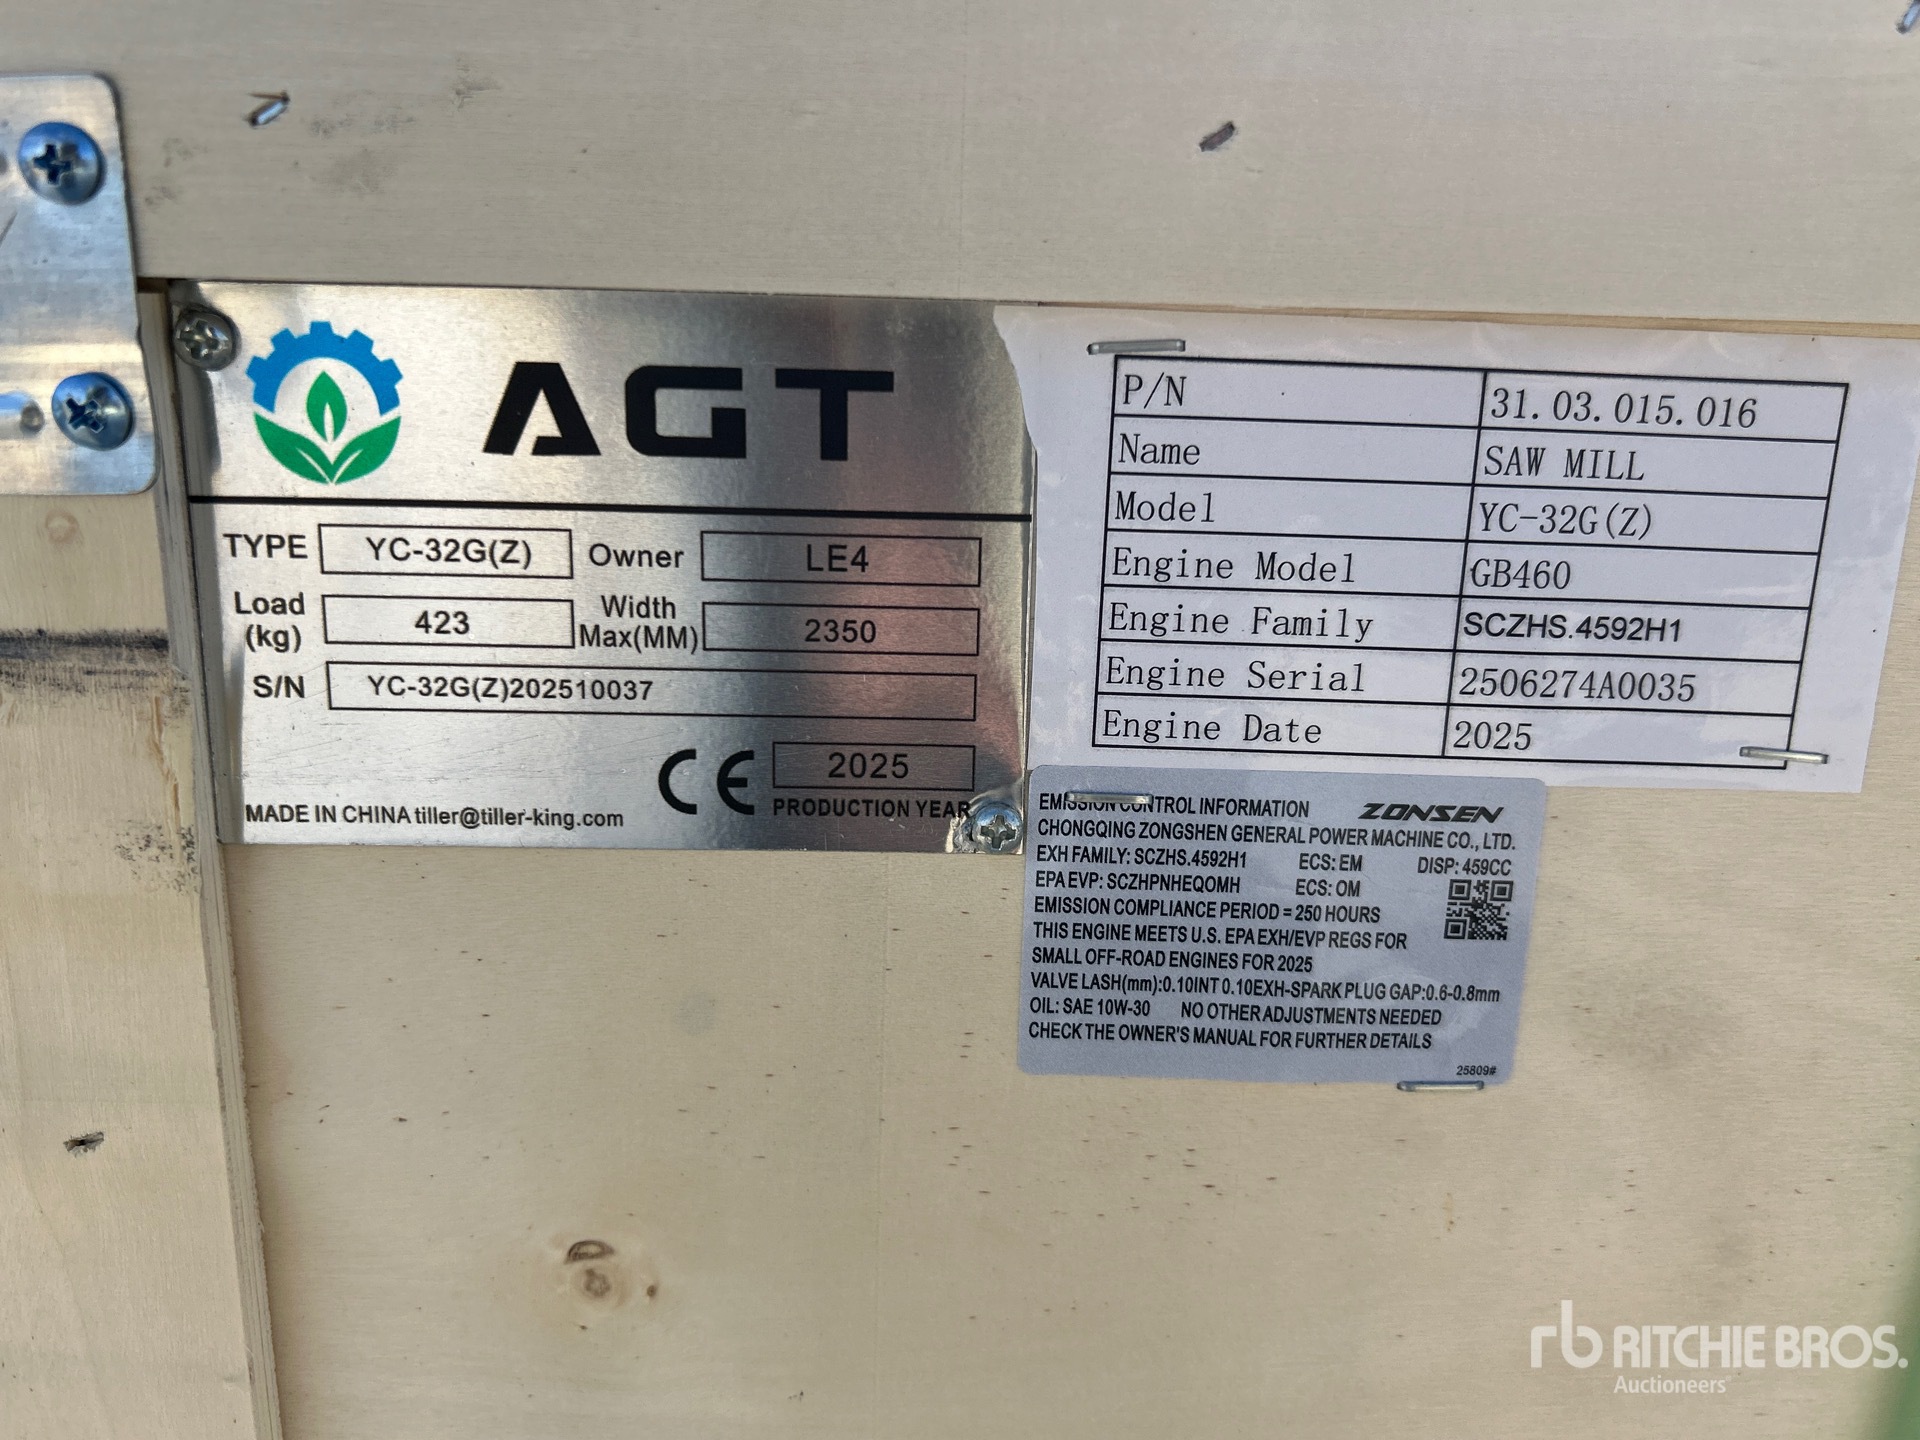 AGT
TYPE YC-32G(Z) Owner LE4
Load (kg) 423 Width Max(MM) 2350
S/N YC-32G(Z)202510037
CE 2025
PRODUCTION YEAR
MADE IN CHINA tiller@tiller-king.com
P/N 31.03.015.016
Name SAW MILL
Model YC-32G(Z)
Engine Model GB460
Engine Family SCZHS.4592H1
Engine Serial 2506274A0035
Engine Date 2025
EMISSION CONTROL INFORMATION ZONSEN
CHONGQING ZONGSHEN GENERAL POWER MACHINE CO., LTD.
EXH FAMILY: SCZHS.4592H1 ECS: EM DISP: 459CC
EPA EVP: SCZHPNHEQOMH ECS: OM
EMISSION COMPLIANCE PERIOD = 250 HOURS
THIS ENGINE MEETS U.S. EPA EXH/EVP REGS FOR
SMALL OFF-ROAD ENGINES FOR 2025
VALVE LASH(mm):0.10INT 0.10EXH-SPARK PLUG GAP:0.6-0.8mm
OIL: SAE 10W-30 NO OTHER ADJUSTMENTS NEEDED
CHECK THE OWNER'S MANUAL FOR FURTHER DETAILS
25809#
rb RITCHIE BROS.
Auctioneers